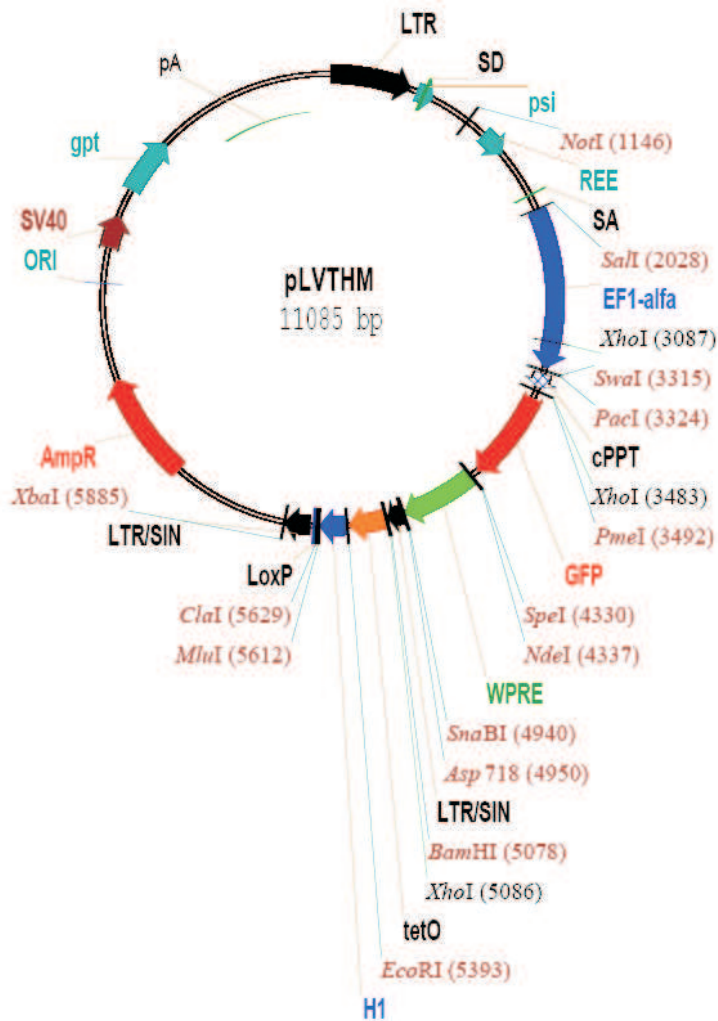 LTR
SD
pA
psi
NotI (1146)
gpt
REE
SA
SV40
SalI (2028)
ORI
pLVTHM
EF1-alfa
11085 bp
XhoI (3087)
SwaI (3315)
PacI (3324)
cPPT
AmpR
XbaI (5885)
XhoI (3483)
LTR/SIN
PmeI (3492)
LoxP
GFP
ClaI (5629)
SpeI (4330)
MluI (5612)
NdeI (4337)
WPRE
SnaBI (4940)
Asp 718 (4950)
LTR/SIN
BamHI (5078)
XhoI (5086)
tetO
EcoRI (5393)
H1